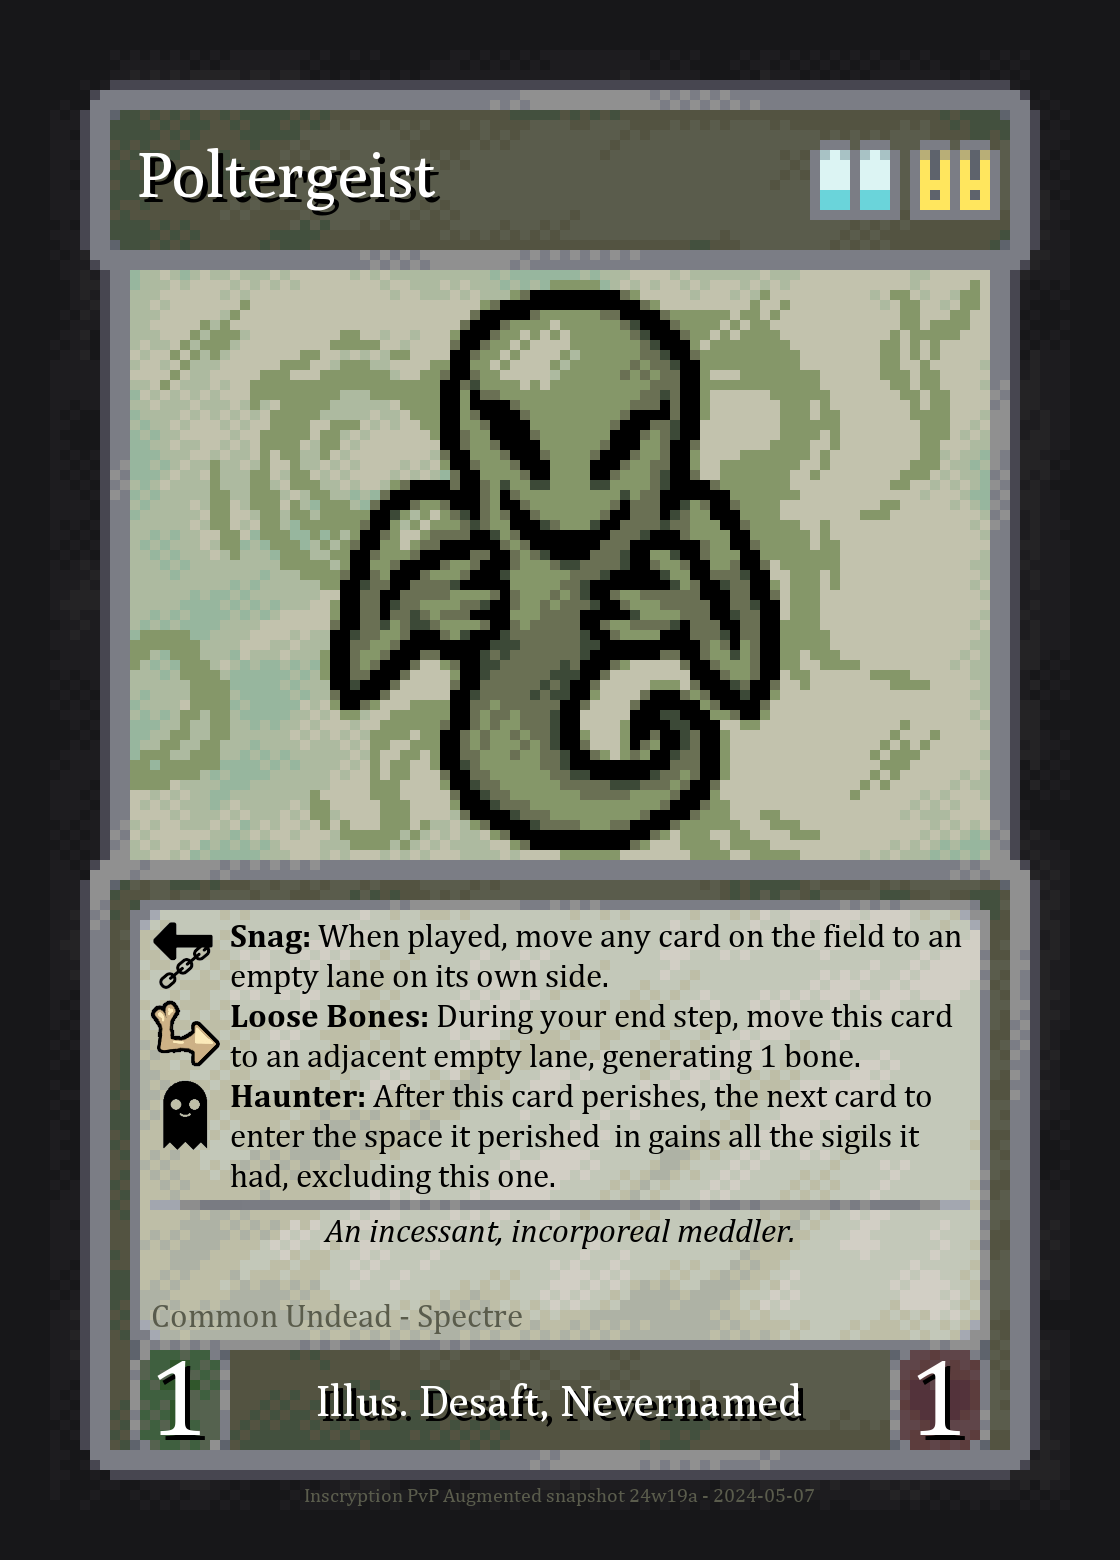 Poltergeist
Snag: When played, move any card on the field to an
empty lane on its own side.
Loose Bones: During your end step, move this card
to an adjacent empty lane, generating 1 bone.
Haunter: After this card perishes, the next card to
enter the space it perished  in gains all the sigils it
had, excluding this one.
An incessant, incorporeal meddler.
Common Undead - Spectre
1
Illus. Desaft, Nevernamed
1
Inscryption PvP Augmented snapshot 24w19a - 2024-05-07